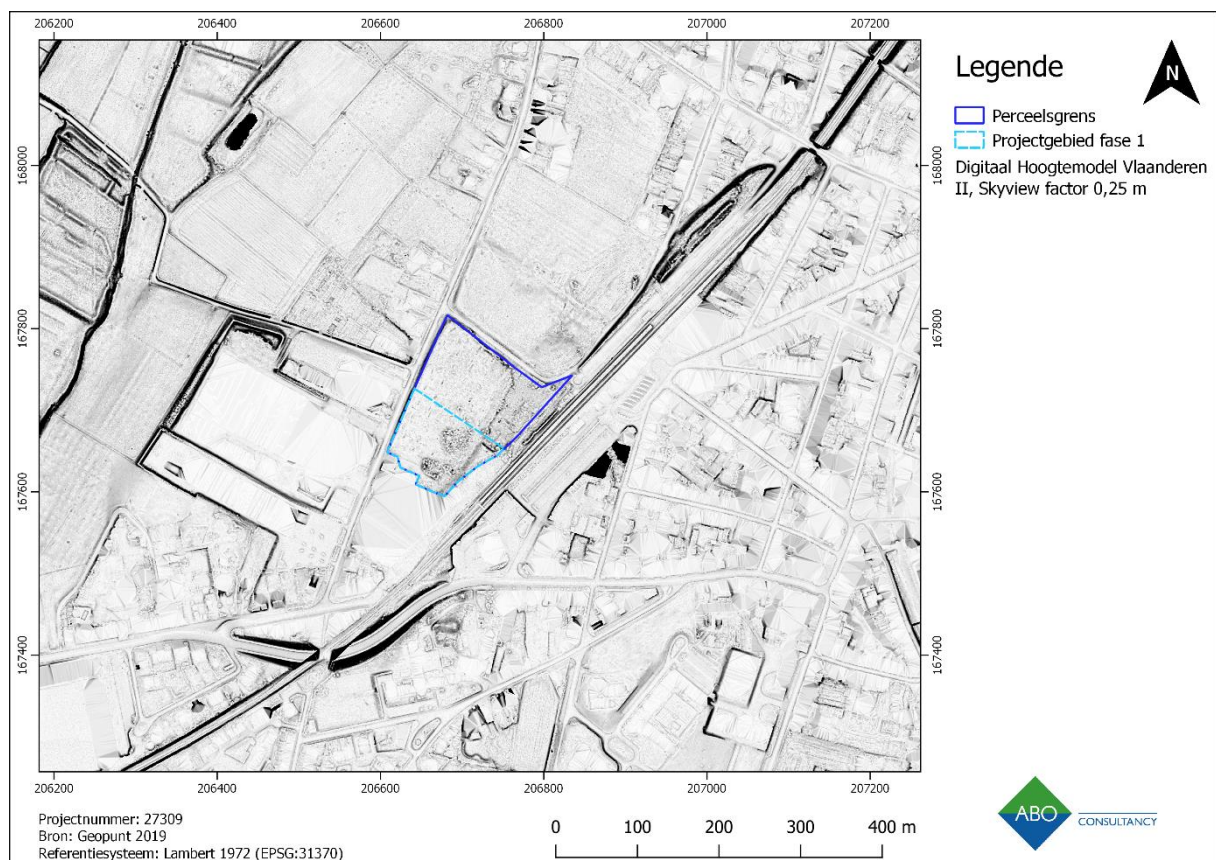 206200 206400 206600 206800 207000 207200
Legende
N
Perceelsgrens
Projectgebied fase 1
Digitaal Hoogtemodel Vlaanderen
II, Skyview factor 0,25 m
168000 168000
167800 167800
167600 167600
167400 167400
206200 206400 206600 206800 207000 207200
Projectnummer: 27309
Bron: Geopunt 2019
Referentiesysteem: Lambert 1972 (EPSG:31370)
0 100 200 300 400 m
ABO CONSULTANCY